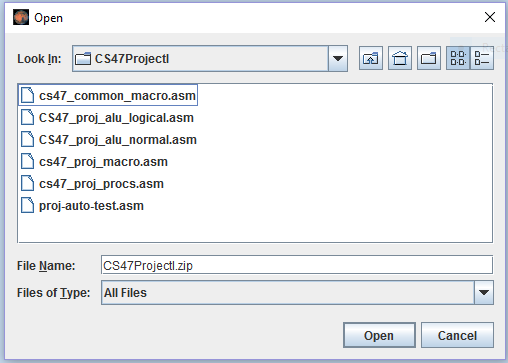 Open
Look In: CS47ProjectI
cs47_common_macro.asm
CS47_proj_alu_logical.asm
CS47_proj_alu_normal.asm
cs47_proj_macro.asm
cs47_proj_procs.asm
proj-auto-test.asm
File Name: CS47ProjectI.zip
Files of Type: All Files
Open Cancel